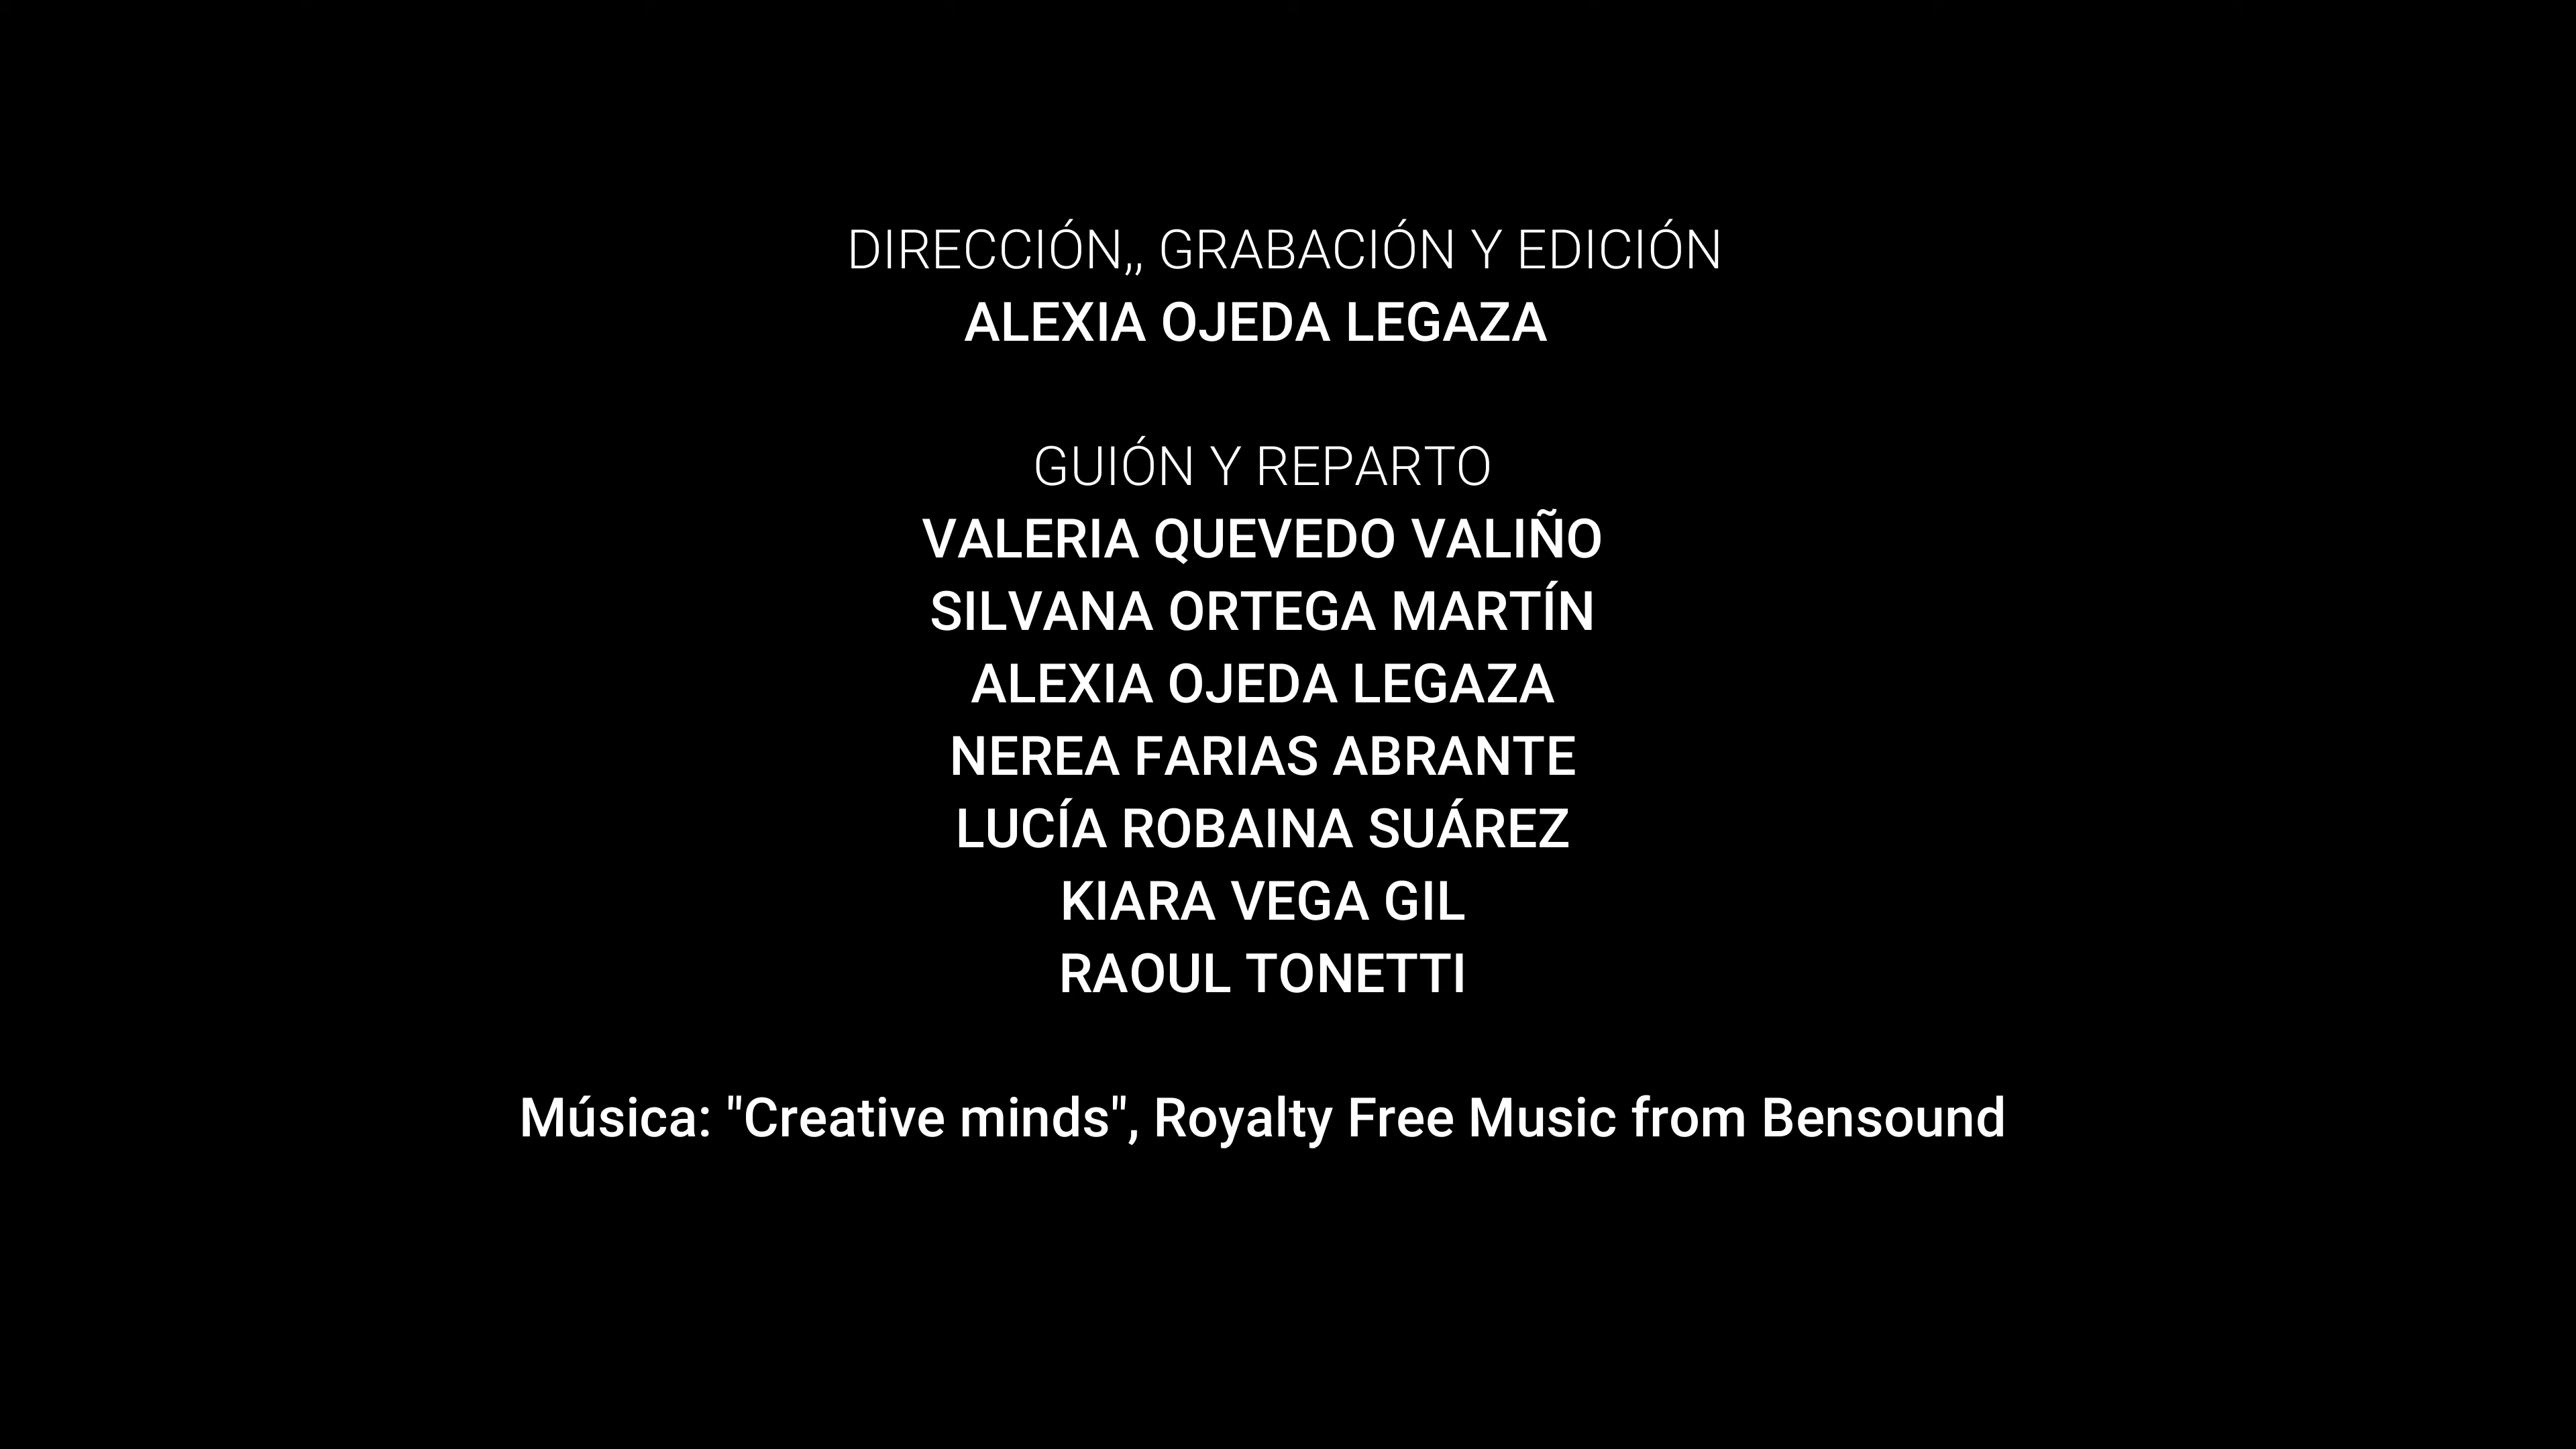 DIRECCIÓN,, GRABACIÓN Y EDICIÓN
ALEXIA OJEDA LEGAZA
GUIÓN Y REPARTO
VALERIA QUEVEDO VALIÑO
SILVANA ORTEGA MARTÍN
ALEXIA OJEDA LEGAZA
NEREA FARIAS ABRANTE
LUCÍA ROBAINA SUÁREZ
KIARA VEGA GIL
RAOUL TONETTI
Música: "Creative minds", Royalty Free Music from Bensound